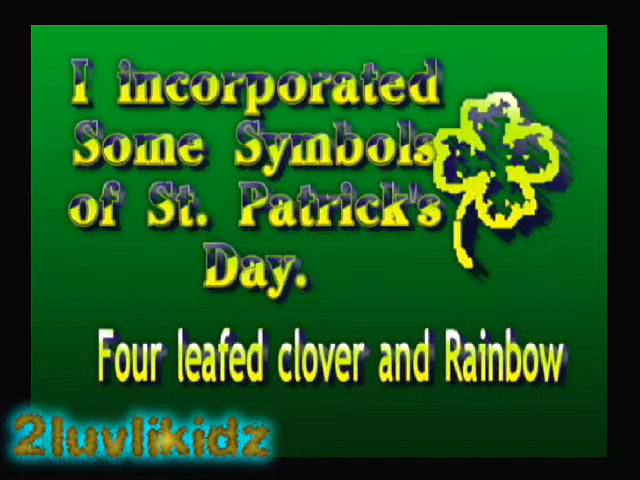 I incorporated
Some Symbols
of St. Patrick's
Day.
Four leafed clover and Rainbow
2luvlikidz